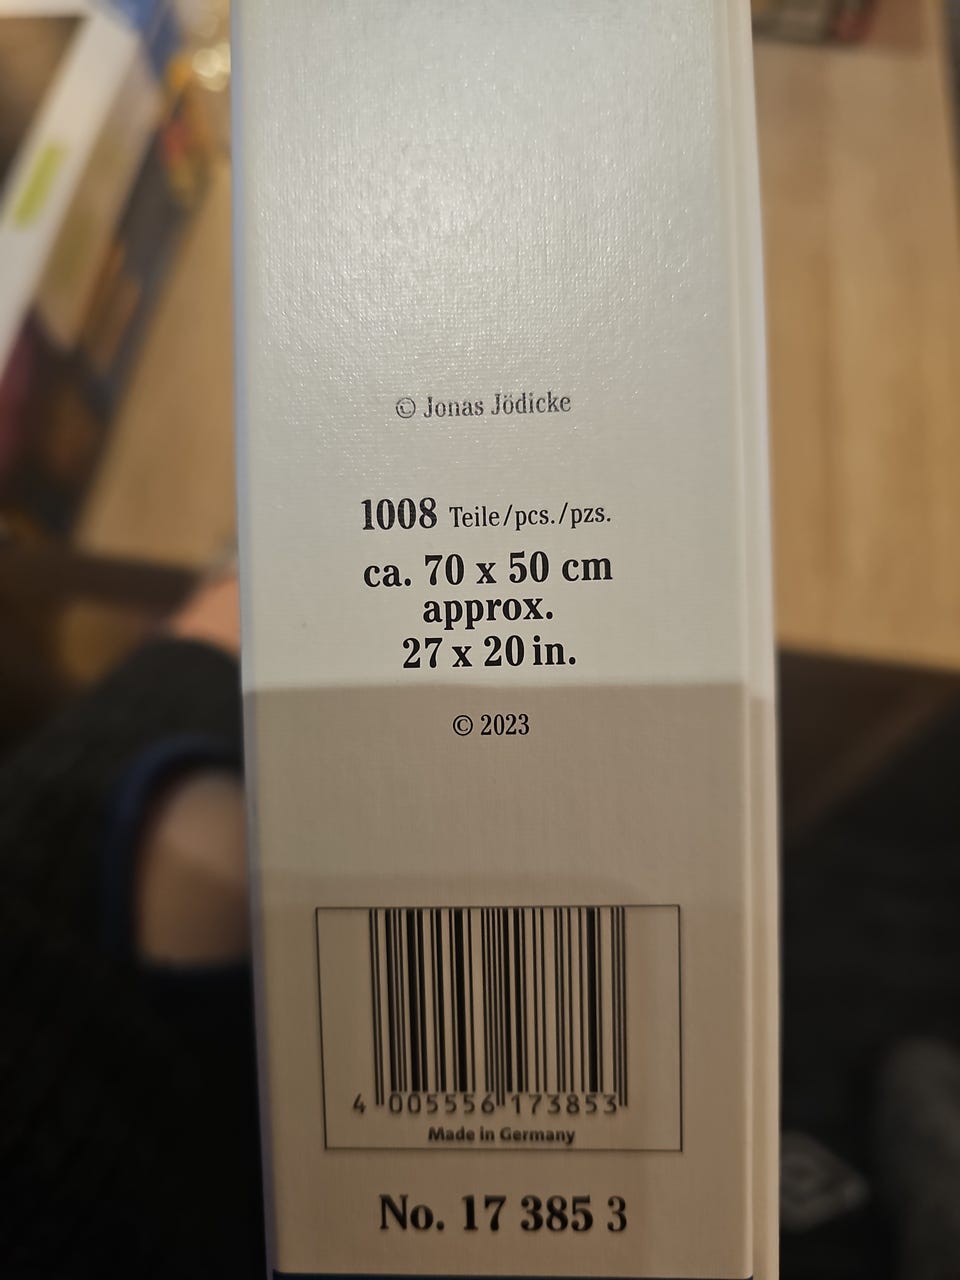 © Jonas Jödicke
1008 Teile/pcs./pzs.
ca. 70 x 50 cm
approx.
27 x 20 in.
© 2023
4 005556 173853
Made in Germany
No. 17 385 3